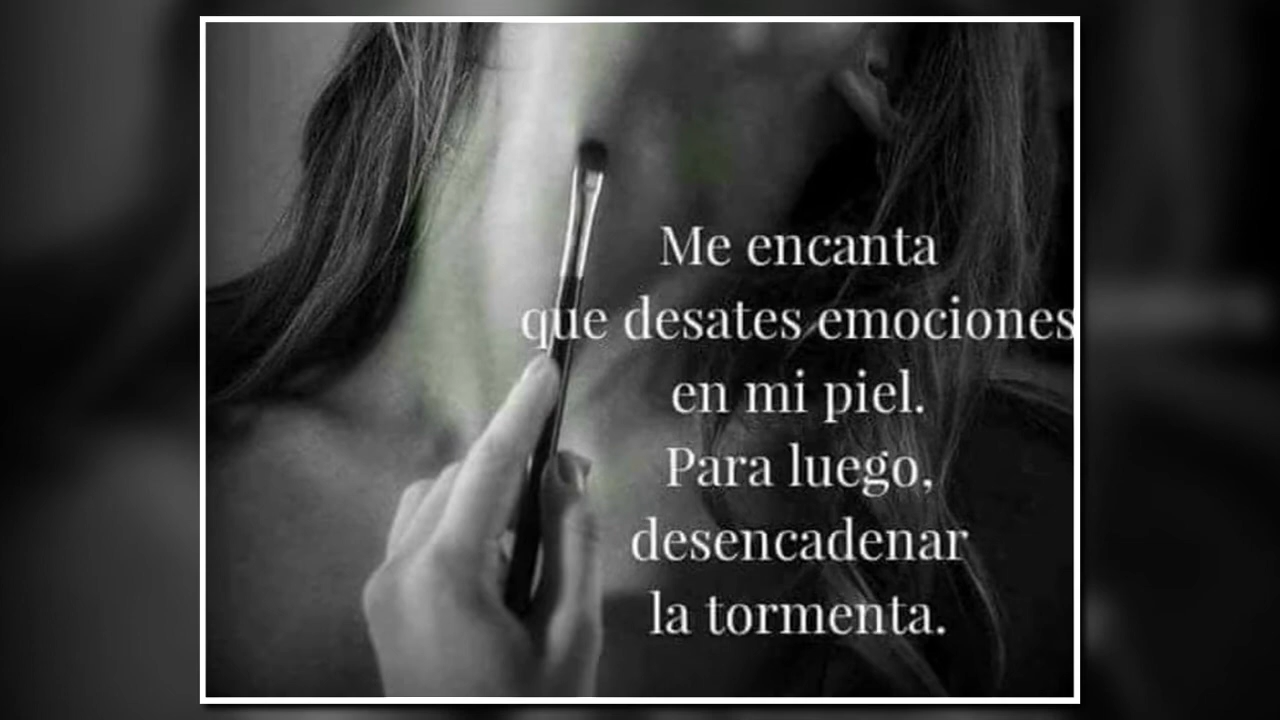 Me encanta
que desates emociones
en mi piel.
Para luego,
desencadenar
la tormenta.